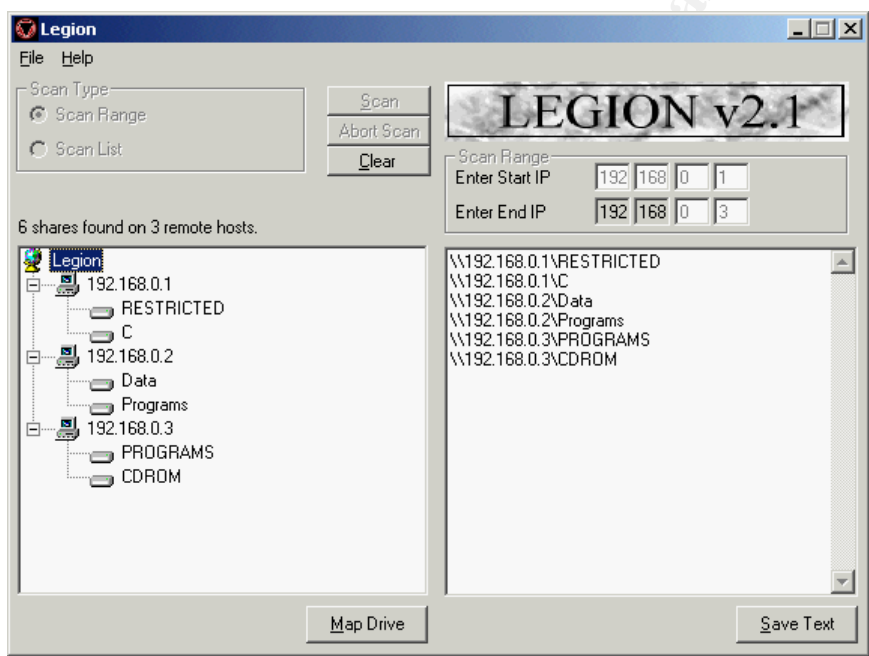 Legion
File Help
Scan Type
Scan Range
Scan List
Scan
Abort Scan
Clear
LEGION v2.1
Scan Range
Enter Start IP 192 168 0 1
Enter End IP 192 168 0 3
6 shares found on 3 remote hosts.
Legion
192.168.0.1
RESTRICTED
C
192.168.0.2
Data
Programs
192.168.0.3
PROGRAMS
CDROM
\\192.168.0.1\RESTRICTED
\\192.168.0.1\C
\\192.168.0.2\Data
\\192.168.0.2\Programs
\\192.168.0.3\PROGRAMS
\\192.168.0.3\CDROM
Map Drive
Save Text